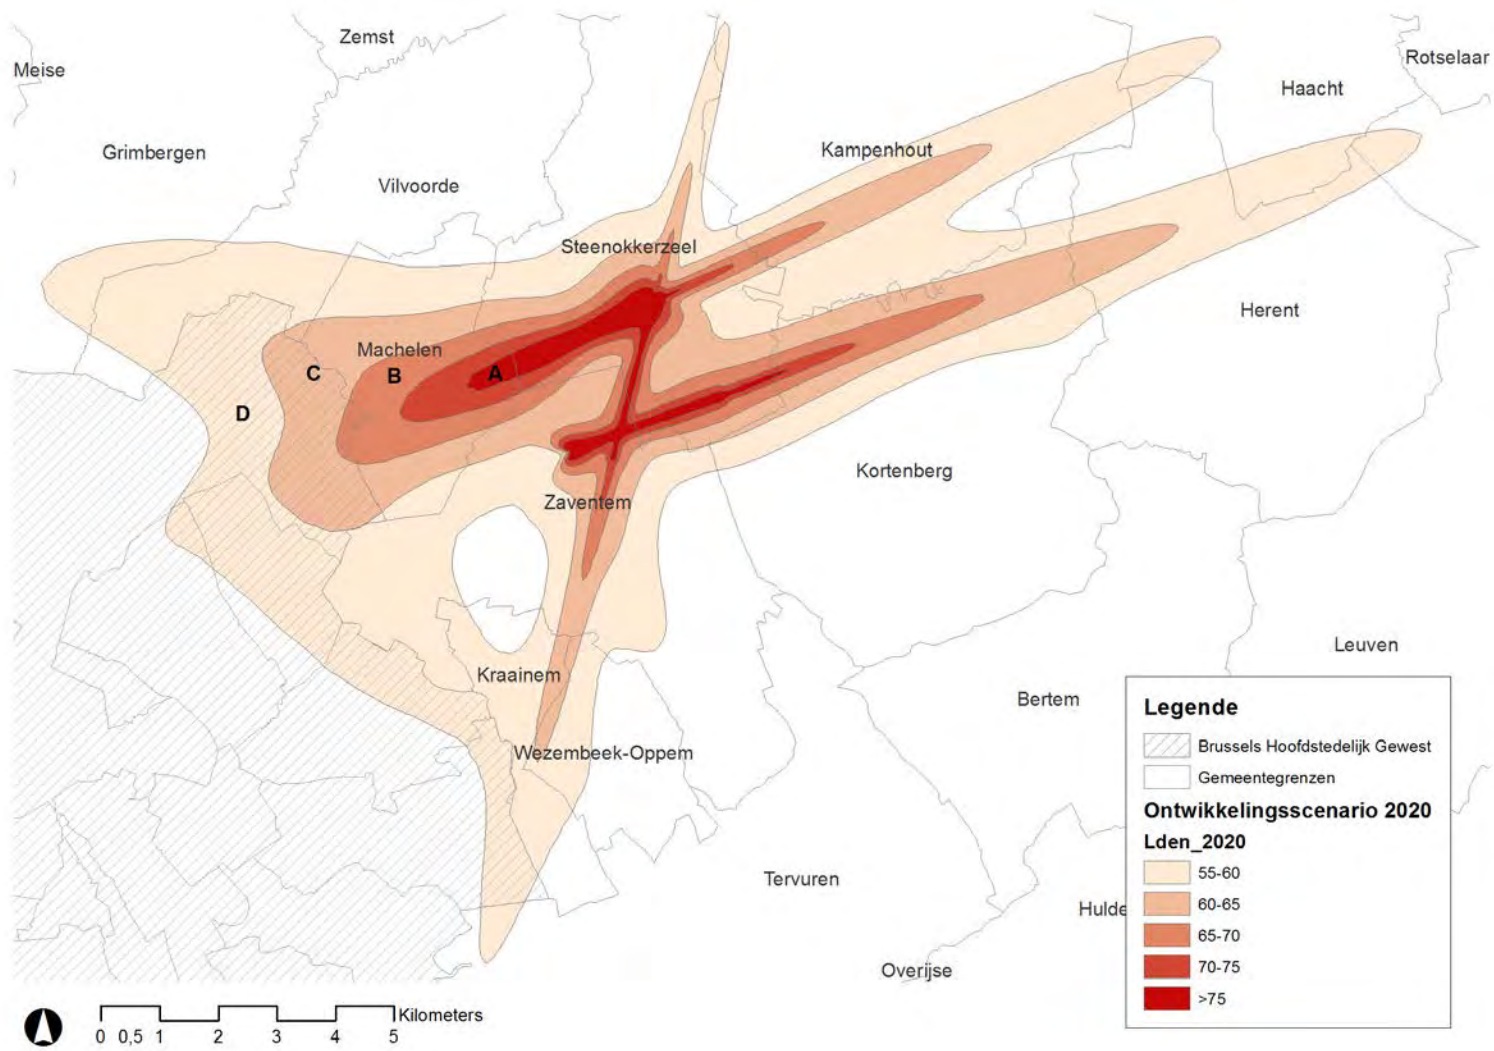 Zemst
Meise
Rotselaar
Haacht
Grimbergen
Kampenhout
Vilvoorde
Steenokkerzeel
Herent
Machelen
C
B
A
D
Kortenberg
Zaventem
Leuven
Kraainem
Bertem
Wezembeek-Oppem
Tervuren
Hulde
Overijse
Legende
Brussels Hoofdstedelijk Gewest
Gemeentegrenzen
Ontwikkelingsscenario 2020
Lden_2020
55-60
60-65
65-70
70-75
>75
Kilometers
0 0,5 1 2 3 4 5